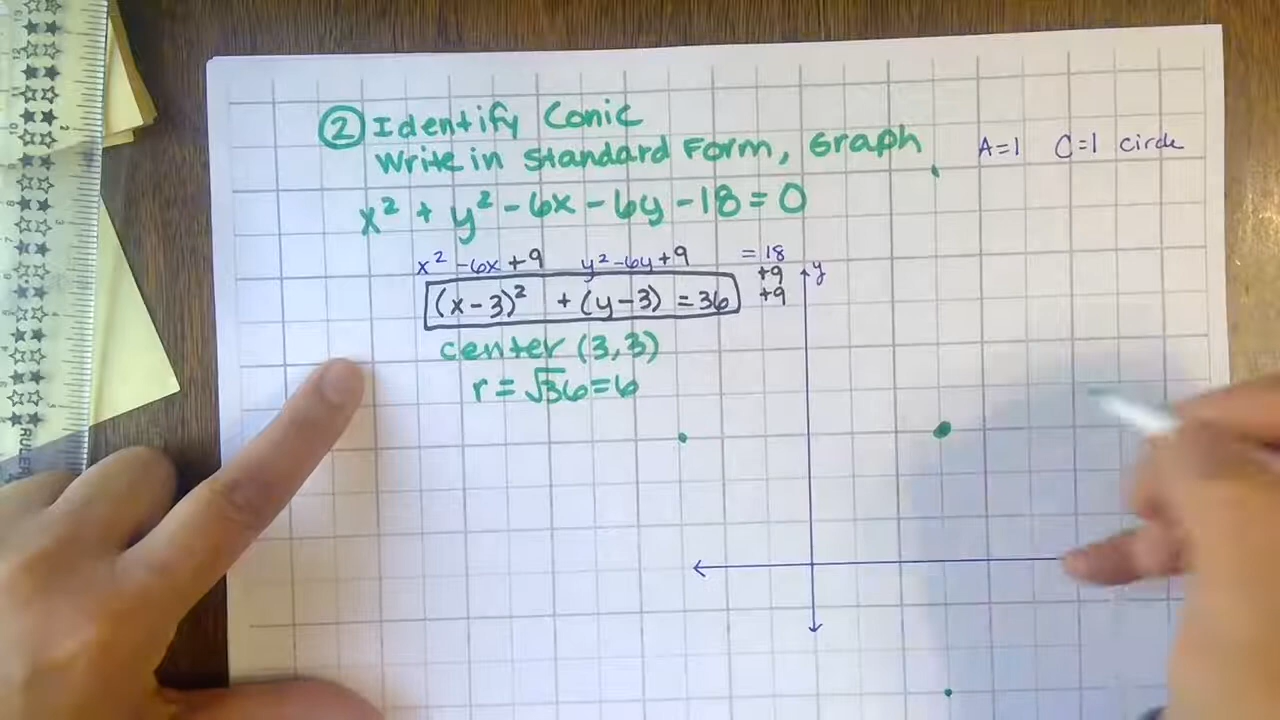 ② Identify Conic
Write in Standard Form, Graph
A=1 C=1 circle
x² + y² - 6x - 6y - 18 = 0
x² - 6x + 9 y² - 6y + 9 = 18
+9
+9
(x - 3)² + (y - 3) = 36
y
center (3, 3)
r = √36 = 6
RULER